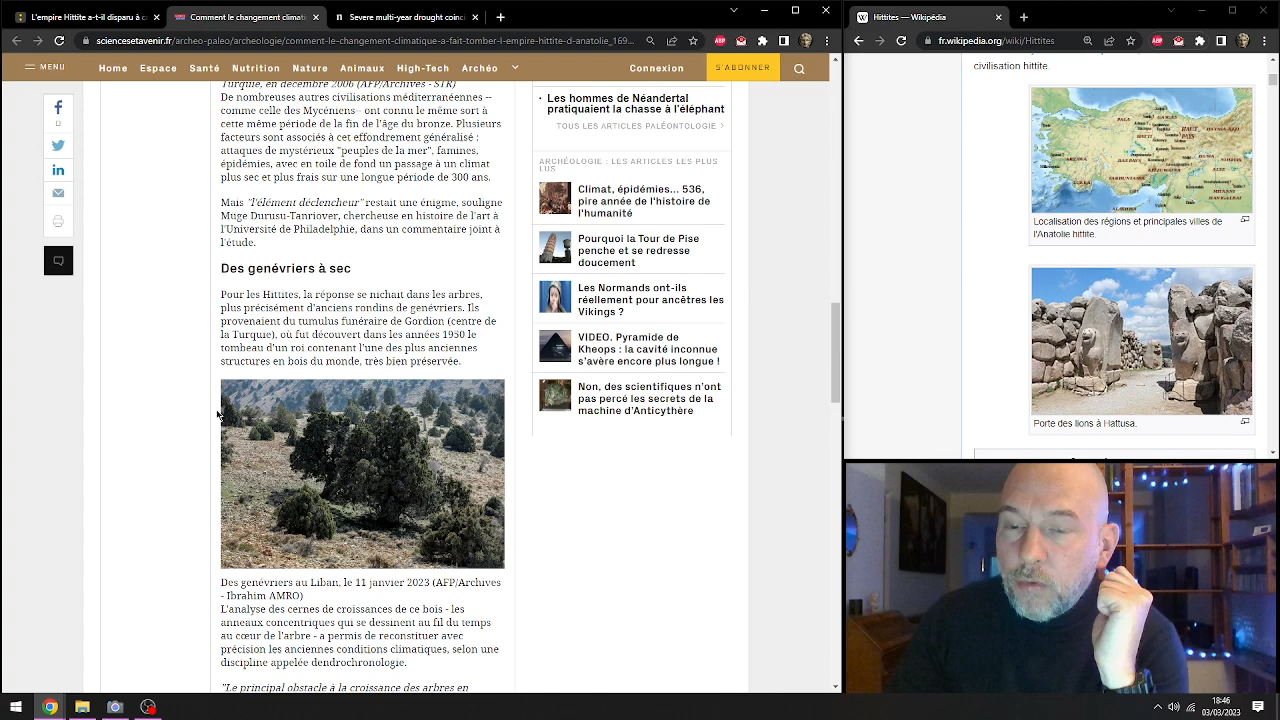 L'empire hittite a-t-il disparu à c
Comment le changement climatic
Severe multi-year drought coinci
Hittites — Wikipédia
sciencesetavenir.fr/archeo-paleo/archeologie/comment-le-changement-climatique-a-fait-tomber-l-empire-hittite-d-anatolie_169...
fr.wikipedia.org/wiki/Hittites
MENU
Home
Espace
Santé
Nutrition
Nature
Animaux
High-Tech
Archéo
Connexion
S'ABONNER
Turquie, en décembre 2006 (AFP/Archives - STR)
De nombreuses autres civilisations méditerranéennes --
comme celle des Mycéniens-- ont connu le même sort à
cette même période de la fin de l'âge du bronze. Plusieurs
facteurs sont associés à cet effondrement généralisé :
attaques de mystérieux "peuples de la mer", famines,
épidémies, avec en toile de fond un passage à un climat
plus sec et plus frais sur une longue période de 300 ans.
Mais "l'élément déclencheur" restait une énigme, souligne
Muge Durusu-Tanriover, chercheuse en histoire de l'art à
l'Université de Philadelphie, dans un commentaire joint à
l'étude.
Des genévriers à sec
Pour les Hittites, la réponse se nichait dans les arbres,
plus précisément d'anciens rondins de genévriers. Ils
provenaient du tumulus funéraire de Gordion (centre de
la Turquie), où fut découvert dans les années 1950 le
tombeau d'un roi contenant l'une des plus anciennes
structures en bois du monde, très bien préservée.
Des genévriers au Liban, le 11 janvier 2023 (AFP/Archives
- Ibrahim AMRO)
L'analyse des cernes de croissances de ce bois - les
anneaux concentriques qui se dessinent au fil du temps
au cœur de l'arbre - a permis de reconstituer avec
précision les anciennes conditions climatiques, selon une
discipline appelée dendrochronologie.
"Le principal obstacle à la croissance des arbres en
Les hommes de Néandertal
pratiquaient la chasse à l'éléphant
TOUS LES ARTICLES PALÉONTOLOGIE
ARCHÉOLOGIE : LES ARTICLES LES PLUS
LUS
Climat, épidémies... 536,
pire année de l'histoire de
l'humanité
Pourquoi la Tour de Pise
penche et se redresse
doucement
Les Normands ont-ils
réellement pour ancêtres les
Vikings ?
VIDEO. Pyramide de
Kheops : la cavité inconnue
s'avère encore plus longue !
Non, des scientifiques n'ont
pas percé les secrets de la
machine d'Anticythère
civilisation hittite.
PALA
HATTI
HAUT
PAYS
ARZAWA
KIZZUWATNA
Localisation des régions et principales villes de
l'Anatolie hittite.
Porte des lions à Hattusa.
18:46
03/03/2023